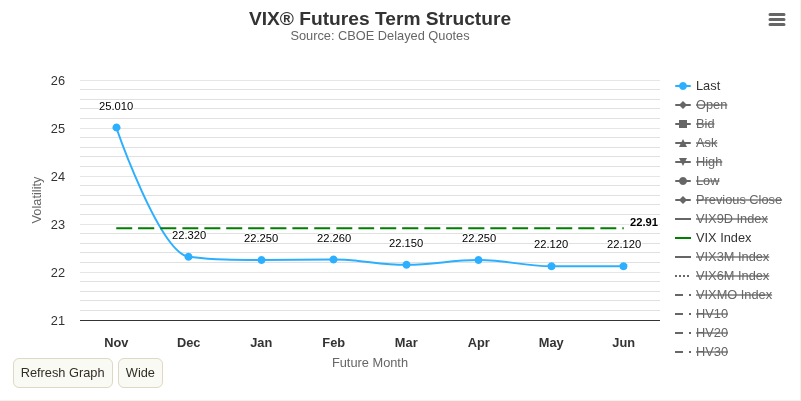 VIX® Futures Term Structure
Source: CBOE Delayed Quotes
Volatility
26
25
24
23
22
21
25.010
22.320
22.250
22.260
22.150
22.250
22.120
22.120
22.91
Nov Dec Jan Feb Mar Apr May Jun
Future Month
Last
Open
Bid
Ask
High
Low
Previous Close
VIX9D Index
VIX Index
VIX3M Index
VIX6M Index
VIXMO Index
HV10
HV20
HV30
Refresh Graph Wide